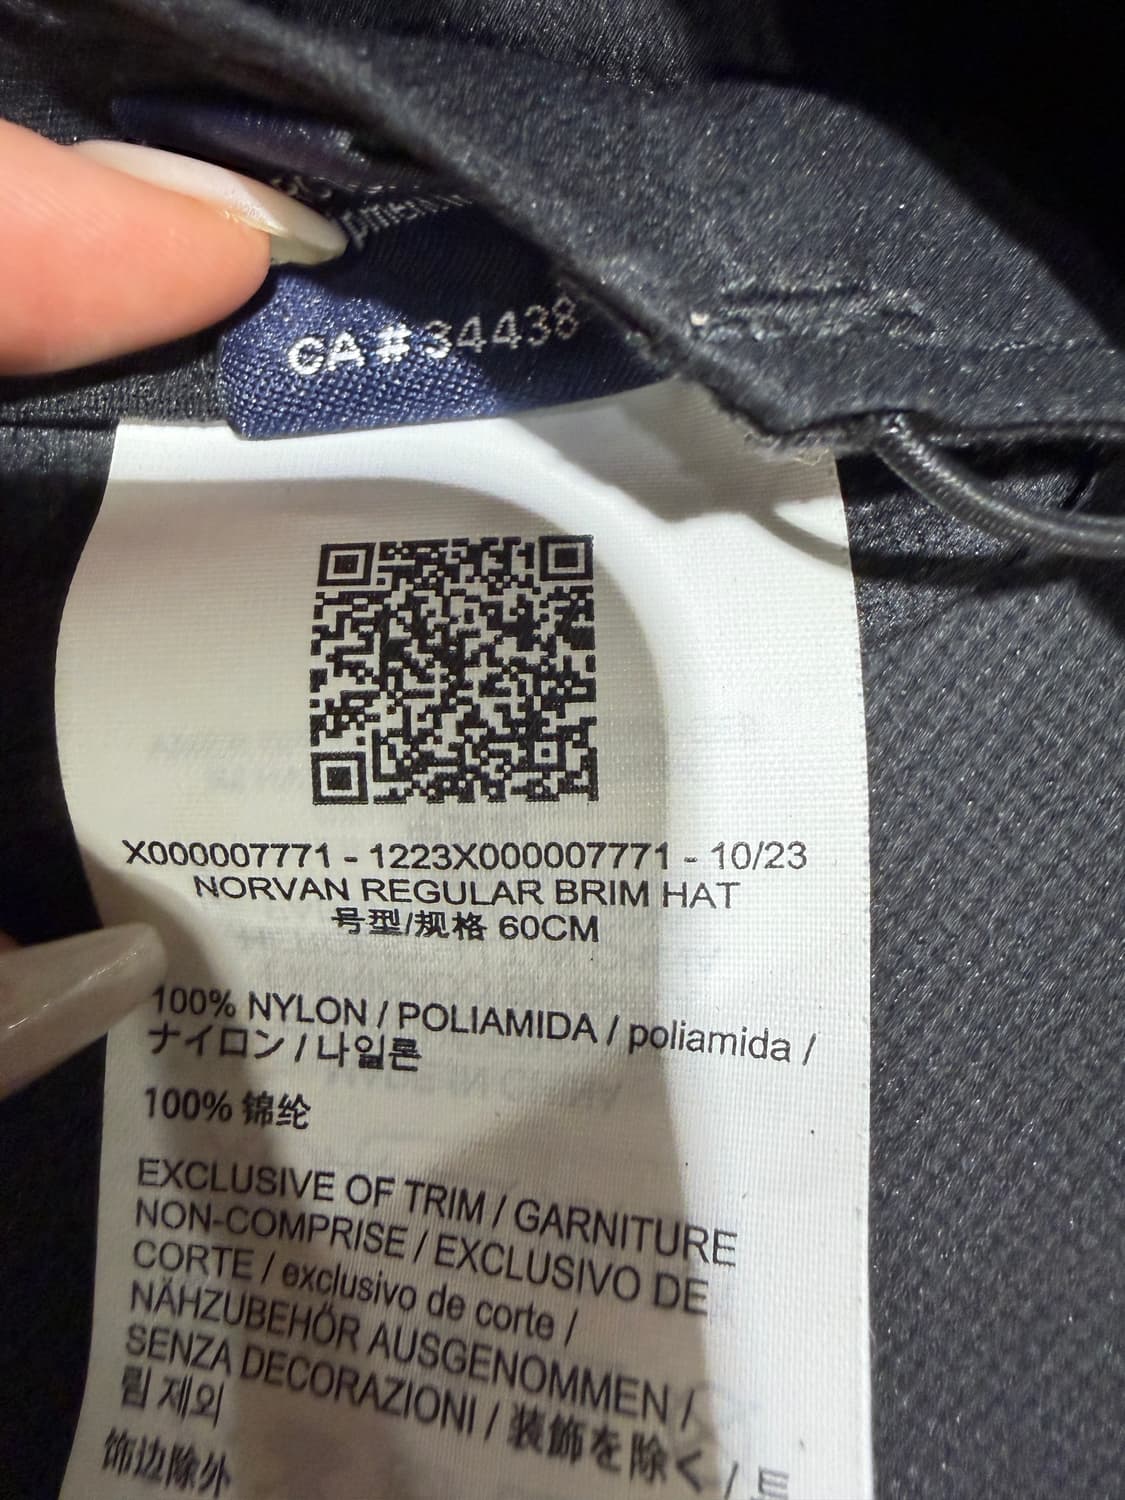 CA # 34438
X000007771 - 1223X000007771 - 10/23
NORVAN REGULAR BRIM HAT
号型/规格 60CM
100% NYLON / POLIAMIDA / poliamida /
ナイロン / 나일론
100% 锦纶
EXCLUSIVE OF TRIM / GARNITURE
NON-COMPRISE / EXCLUSIVO DE
CORTE / exclusivo de corte /
NÄHZUBEHÖR AUSGENOMMEN /
SENZA DECORAZIONI / 装飾を除く /
림 제외
饰边除外